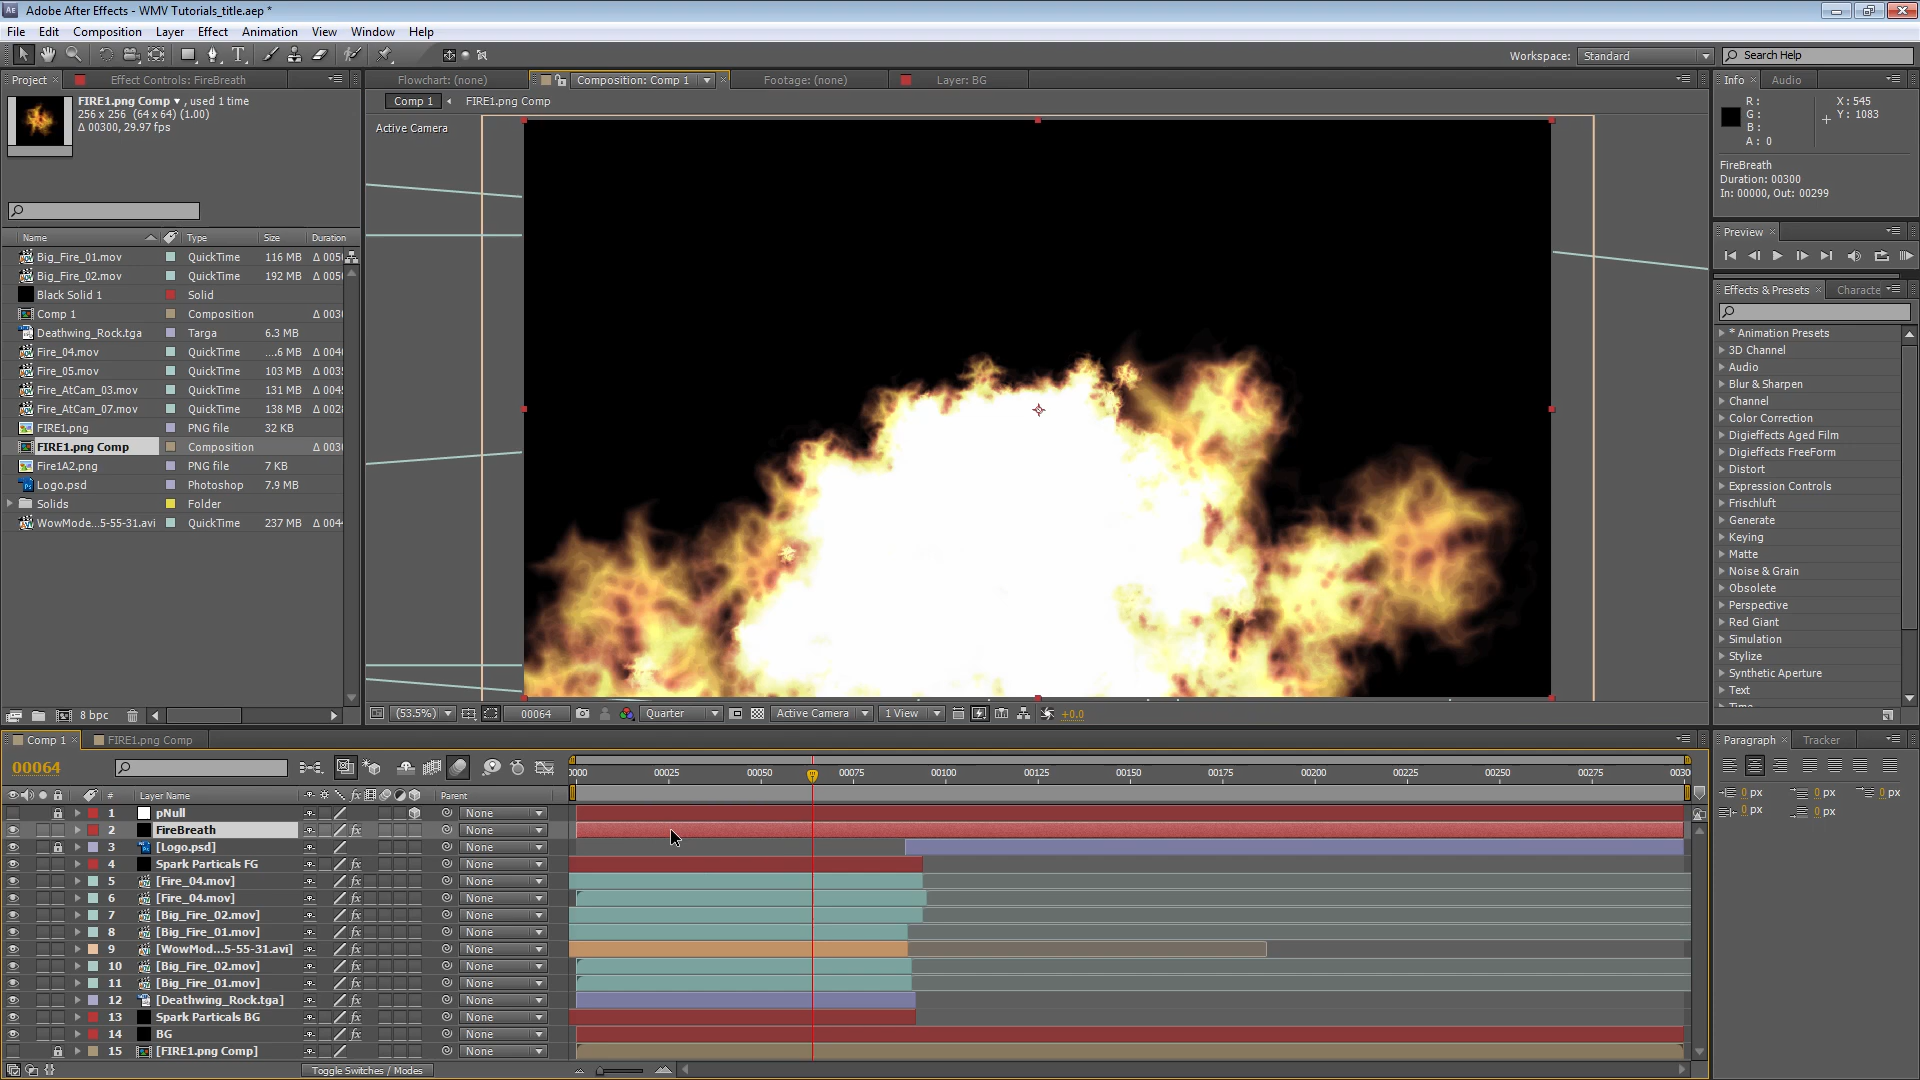 Adobe After Effects - WMV Tutorials_title.aep *
File Edit Composition Layer Effect Animation View Window Help
Workspace: Standard Search Help
Project × Effect Controls: FireBreath
FIRE1.png Comp ▾ , used 1 time
256 x 256 (64 x 64) (1.00)
Δ 00300, 29.97 fps
Name Type Size Duration
Big_Fire_01.mov QuickTime 116 MB
Big_Fire_02.mov QuickTime 192 MB
Black Solid 1 Solid
Comp 1 Composition
Deathwing_Rock.tga Targa 6.3 MB
Fire_04.mov QuickTime ....6 MB
Fire_05.mov QuickTime 103 MB
Fire_AtCam_03.mov QuickTime 131 MB
Fire_AtCam_07.mov QuickTime 138 MB
FIRE1.png PNG file 32 KB
FIRE1.png Comp Composition
Fire1A2.png PNG file 7 KB
Logo.psd Photoshop 7.9 MB
Solids Folder
WowMode...5-55-31.avi QuickTime 237 MB
8 bpc
Flowchart: (none) Composition: Comp 1 Footage: (none) Layer: BG
Comp 1 FIRE1.png Comp
Active Camera
(53.5%) 00064 Quarter Active Camera 1 View +0.0
Info × Audio
R : G : B : A : 0
X : 545
Y : 1083
FireBreath
Duration: 00300
In: 00000, Out: 00299
Preview ×
Effects & Presets × Characte
* Animation Presets
3D Channel
Audio
Blur & Sharpen
Channel
Color Correction
Digieffects Aged Film
Digieffects FreeForm
Distort
Expression Controls
Frischluft
Generate
Keying
Matte
Noise & Grain
Obsolete
Perspective
Red Giant
Simulation
Stylize
Synthetic Aperture
Text
Time
Comp 1 × FIRE1.png Comp
00064
0000 00025 00050 00075 00100 00125 00150 00175 00200 00225 00250 00275 0030
# Layer Name fx Parent
1 pNull None
2 FireBreath fx None
3 [Logo.psd] None
4 Spark Particals FG fx None
5 [Fire_04.mov] fx None
6 [Fire_04.mov] fx None
7 [Big_Fire_02.mov] fx None
8 [Big_Fire_01.mov] fx None
9 [WowMod...5-55-31.avi] fx None
10 [Big_Fire_02.mov] fx None
11 [Big_Fire_01.mov] fx None
12 [Deathwing_Rock.tga] fx None
13 Spark Particals BG fx None
14 BG fx None
15 [FIRE1.png Comp] None
Toggle Switches / Modes
Paragraph × Tracker
0 px 0 px 0 px
0 px 0 px